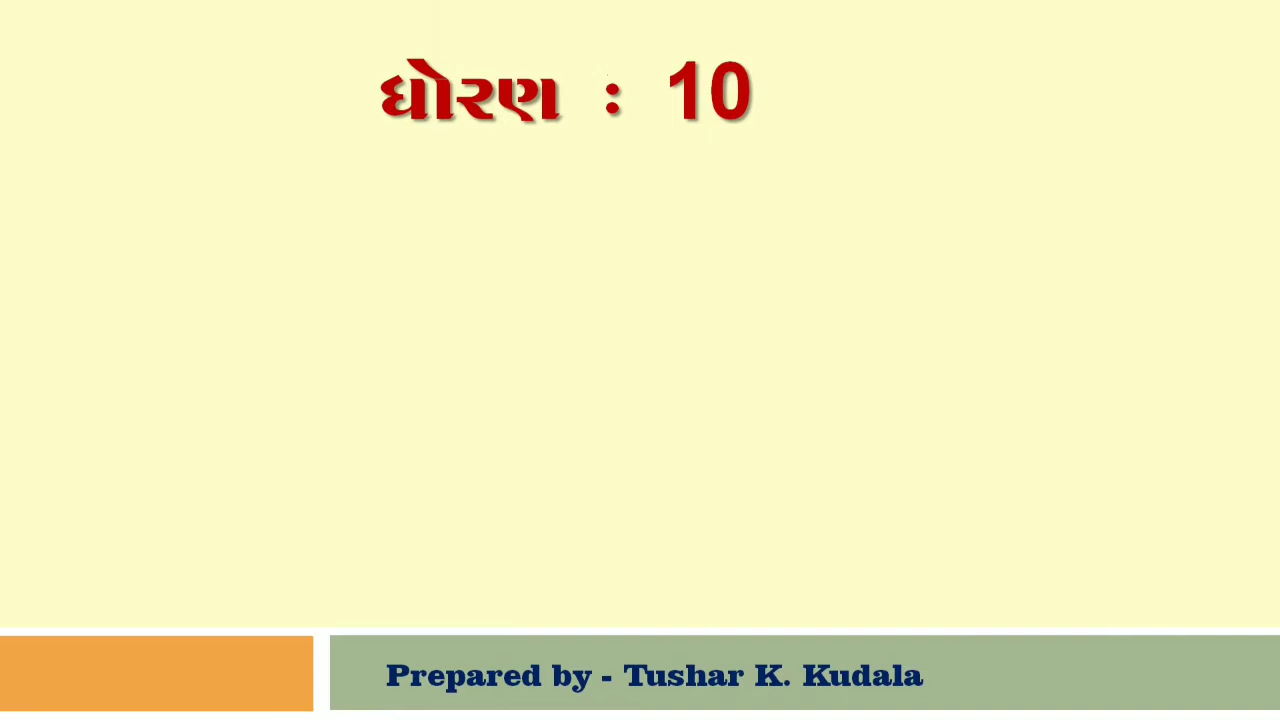 ધોરણ : 10
Prepared by - Tushar K. Kudala